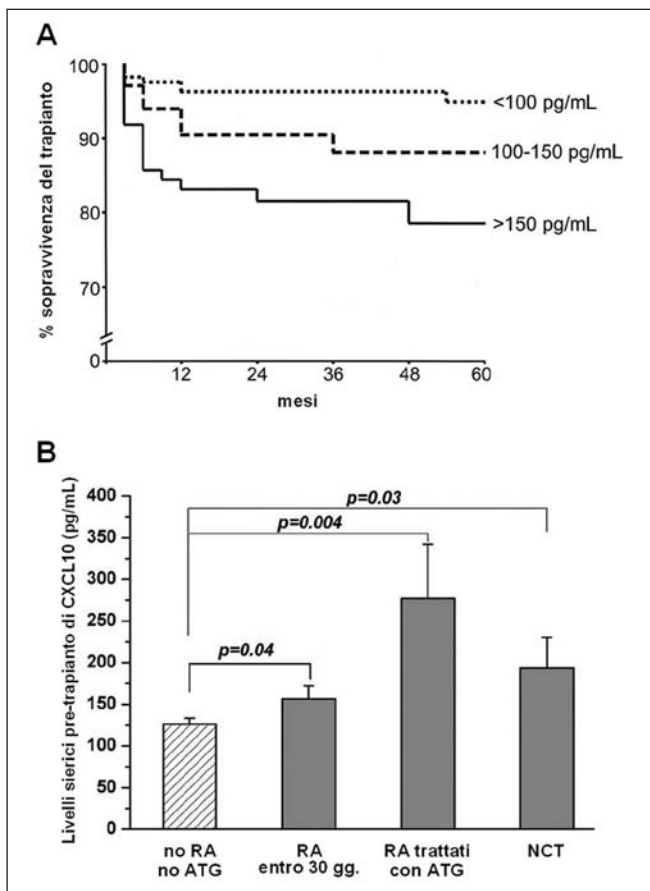 A
% sopravvivenza del trapianto
100
90
80
70
0
12
24
36
48
60
mesi
<100 pg/mL
100-150 pg/mL
>150 pg/mL
B
Livelli sierici pre-trapianto di CXCL10 (pg/mL)
400
350
300
250
200
150
100
50
0
p=0.03
p=0.004
p=0.04
no RA
no ATG
RA
entro 30 gg.
RA trattati
con ATG
NCT